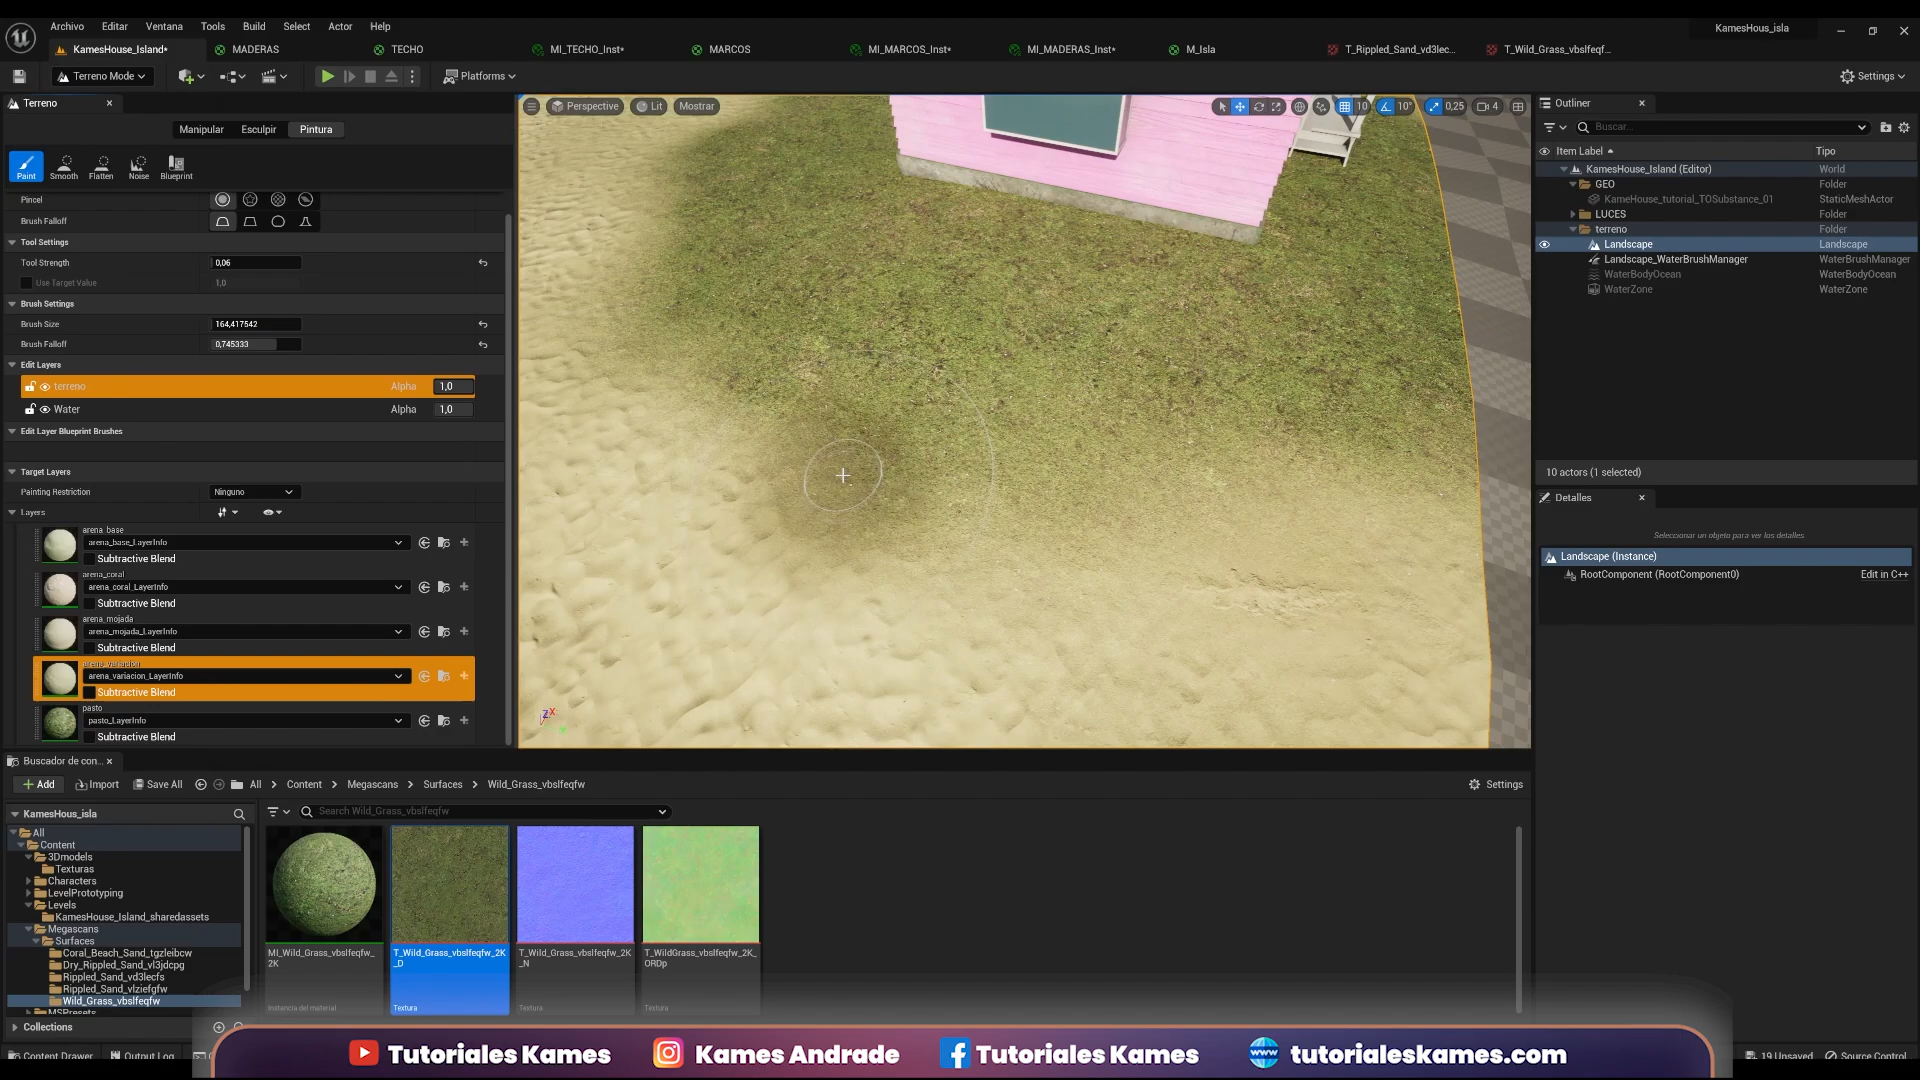 Archivo Editar Ventana Tools Build Select Actor Help
KamesHous_isla
KamesHouse_Island* MADERAS TECHO MI_TECHO_Inst* MARCOS MI_MARCOS_Inst* MI_MADERAS_Inst* M_Isla T_Rippled_Sand_vd3lec... T_Wild_Grass_vbslfeqf...
Terreno Mode Platforms Settings
Terreno
Manipular Esculpir Pintura
Paint Smooth Flatten Noise Blueprint
Pincel
Brush Falloff
Tool Settings
Tool Strength 0,06
Use Target Value 1,0
Brush Settings
Brush Size 164,417542
Brush Falloff 0,745333
Edit Layers
terreno Alpha 1,0
Water Alpha 1,0
Edit Layer Blueprint Brushes
Target Layers
Painting Restriction Ninguno
Layers
arena_base
arena_base_LayerInfo
Subtractive Blend
arena_coral
arena_coral_LayerInfo
Subtractive Blend
arena_mojada
arena_mojada_LayerInfo
Subtractive Blend
arena_variacion
arena_variacion_LayerInfo
Subtractive Blend
pasto
pasto_LayerInfo
Subtractive Blend
Perspective Lit Mostrar
10 10° 0,25 4
Z X
Outliner
Buscar...
Item Label Tipo
KamesHouse_Island (Editor) World
GEO Folder
KameHouse_tutorial_TOSubstance_01 StaticMeshActor
LUCES Folder
terreno Folder
Landscape Landscape
Landscape_WaterBrushManager WaterBrushManager
WaterBodyOcean WaterBodyOcean
WaterZone WaterZone
10 actors (1 selected)
Detalles
Seleccionar un objeto para ver los detalles
Landscape (Instance)
RootComponent (RootComponent0) Edit in C++
Buscador de con...
Add Import Save All All Content Megascans Surfaces Wild_Grass_vbslfeqfw Settings
KamesHous_isla
Search Wild_Grass_vbslfeqfw
All
Content
3Dmodels
Texturas
Characters
LevelPrototyping
Levels
KamesHouse_Island_sharedassets
Megascans
Surfaces
Coral_Beach_Sand_tgzleibcw
Dry_Rippled_Sand_vl3jdcpg
Rippled_Sand_vd3lecfs
Rippled_Sand_vlziefgfw
Wild_Grass_vbslfeqfw
MSPresets
Collections
MI_Wild_Grass_vbslfeqfw_
2K
Instancia del material
T_Wild_Grass_vbslfeqfw_2K
_D
Textura
T_Wild_Grass_vbslfeqfw_2K
_N
Textura
T_WildGrass_vbslfeqfw_2K_
ORDp
Textura
Content Drawer Output Log
19 Unsaved Source Control
Tutoriales Kames Kames Andrade Tutoriales Kames tutorialeskames.com